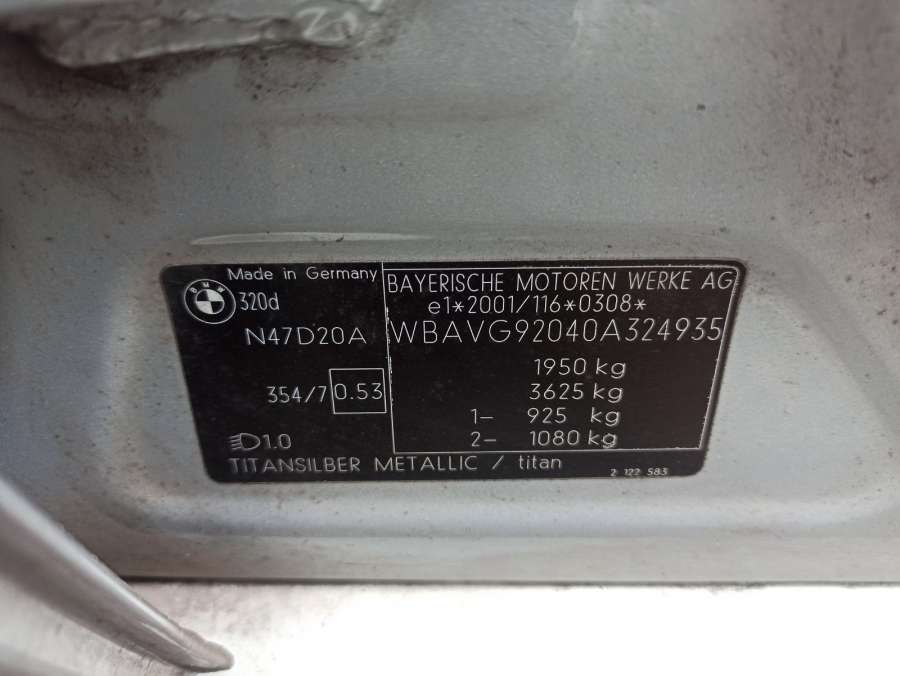 Made in Germany
BMW
320d
N47D20A
354/7 0.53
1.0
BAYERISCHE MOTOREN WERKE AG
e1*2001/116*0308*
WBAVG92040A324935
1950 kg
3625 kg
1- 925 kg
2- 1080 kg
TITANSILBER METALLIC / titan
2 122 583